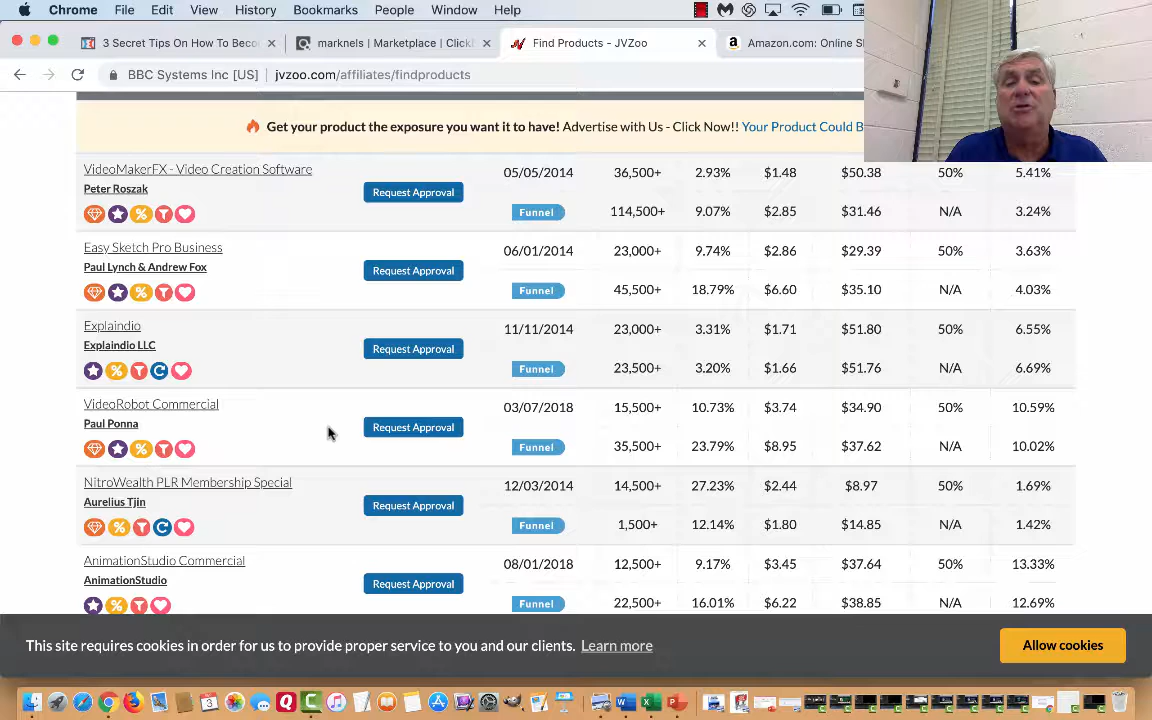 Chrome File Edit View History Bookmarks People Window Help
3 Secret Tips On How To Beco
marknels | Marketplace | Click
Find Products - JVZoo
Amazon.com: Online S
BBC Systems Inc [US] jvzoo.com/affiliates/findproducts
Get your product the exposure you want it to have! Advertise with Us - Click Now!! Your Product Could B
VideoMakerFX - Video Creation Software
Peter Roszak
Request Approval
05/05/2014 36,500+ 2.93% $1.48 $50.38 50% 5.41%
Funnel 114,500+ 9.07% $2.85 $31.46 N/A 3.24%
Easy Sketch Pro Business
Paul Lynch & Andrew Fox
Request Approval
06/01/2014 23,000+ 9.74% $2.86 $29.39 50% 3.63%
Funnel 45,500+ 18.79% $6.60 $35.10 N/A 4.03%
Explaindio
Explaindio LLC
Request Approval
11/11/2014 23,000+ 3.31% $1.71 $51.80 50% 6.55%
Funnel 23,500+ 3.20% $1.66 $51.76 N/A 6.69%
VideoRobot Commercial
Paul Ponna
Request Approval
03/07/2018 15,500+ 10.73% $3.74 $34.90 50% 10.59%
Funnel 35,500+ 23.79% $8.95 $37.62 N/A 10.02%
NitroWealth PLR Membership Special
Aurelius Tjin
Request Approval
12/03/2014 14,500+ 27.23% $2.44 $8.97 50% 1.69%
Funnel 1,500+ 12.14% $1.80 $14.85 N/A 1.42%
AnimationStudio Commercial
AnimationStudio
Request Approval
08/01/2018 12,500+ 9.17% $3.45 $37.64 50% 13.33%
Funnel 22,500+ 16.01% $6.22 $38.85 N/A 12.69%
This site requires cookies in order for us to provide proper service to you and our clients. Learn more
Allow cookies